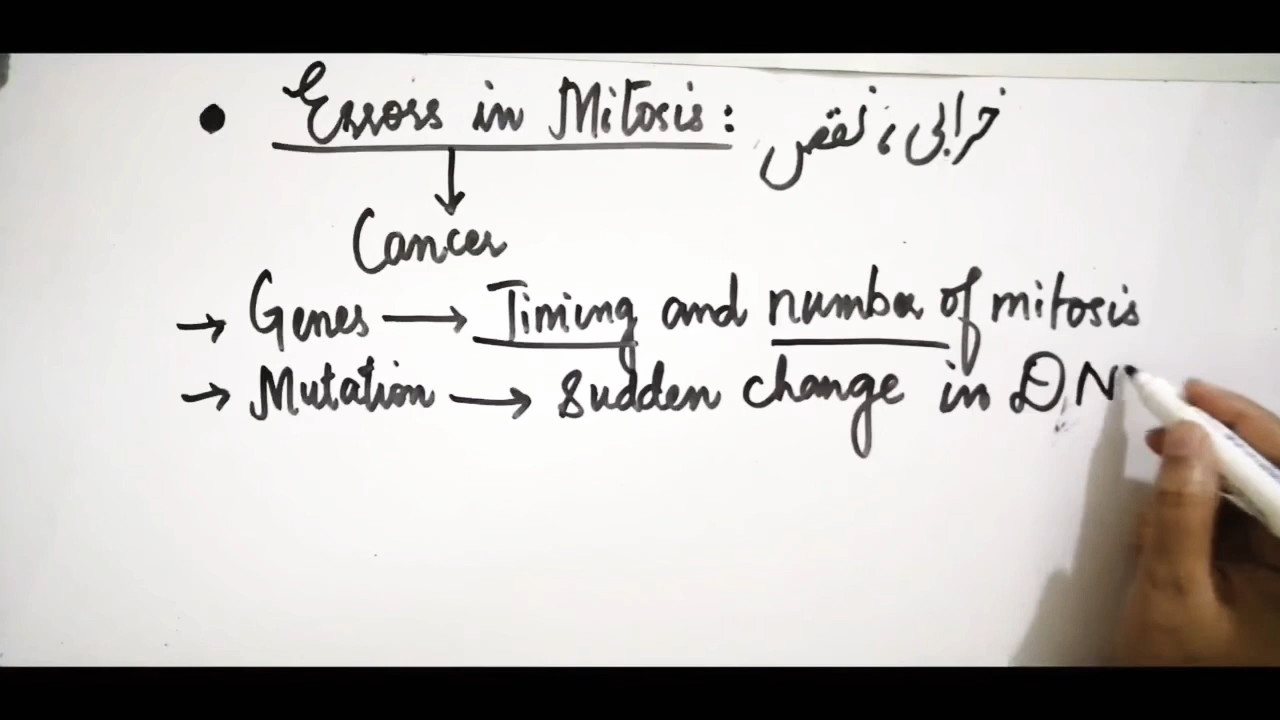 • Errors in Mitosis: خرابی، نقص
↓
Cancer
→ Genes → Timing and number of mitosis
→ Mutation → Sudden change in DN